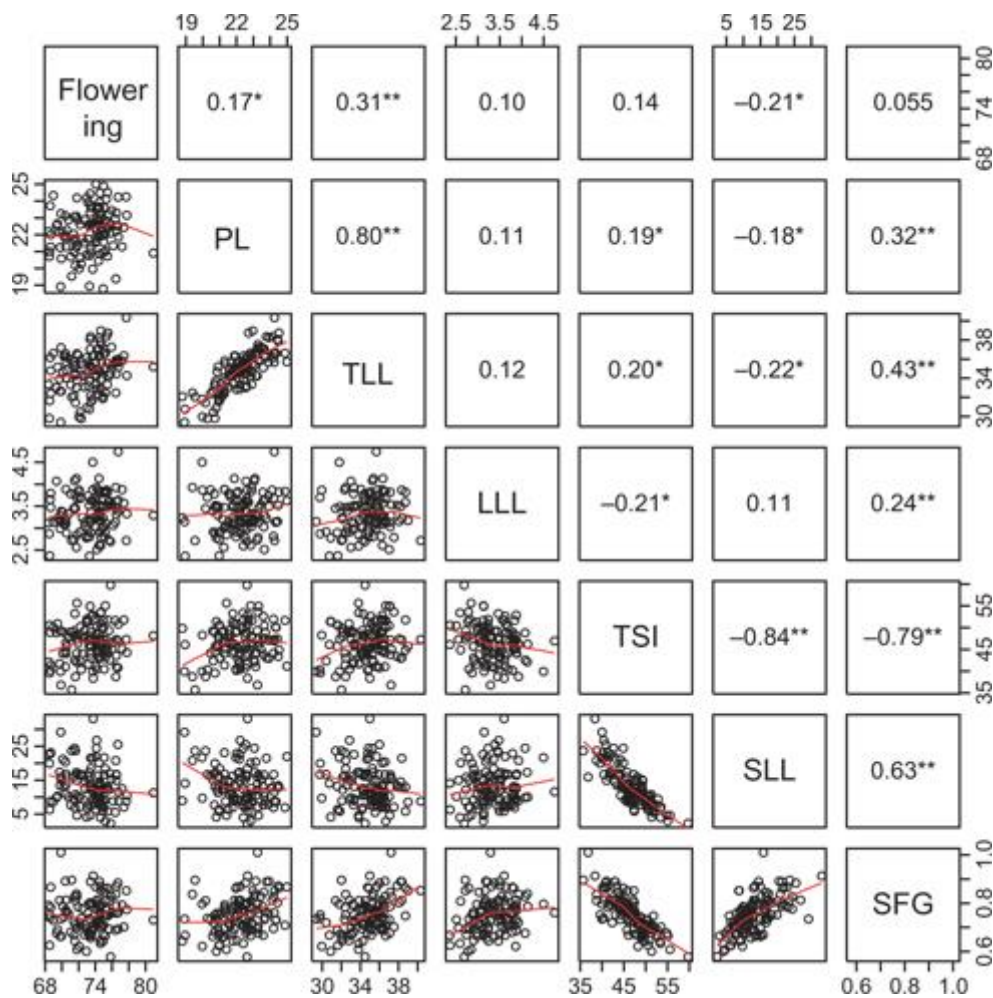 19 22 25 2.5 3.5 4.5 5 15 25
Flower
ing
0.17* 0.31** 0.10 0.14 –0.21* 0.055
68 74 80
19 22 25
PL 0.80** 0.11 0.19* –0.18* 0.32**
TLL 0.12 0.20* –0.22* 0.43**
30 34 38
2.5 3.5 4.5
LLL –0.21* 0.11 0.24**
TSI –0.84** –0.79**
35 45 55
5 15 25
SLL 0.63**
SFG
0.6 0.8 1.0
68 74 80 30 34 38 35 45 55 0.6 0.8 1.0